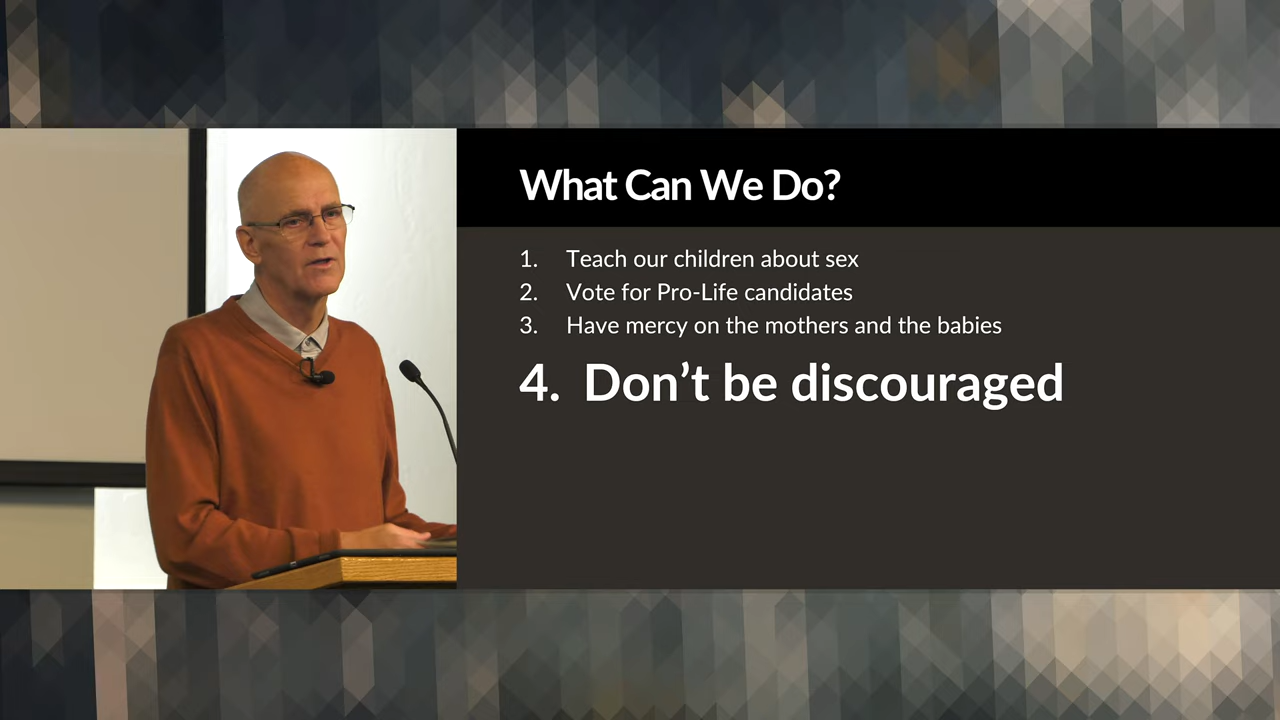 What Can We Do?
1. Teach our children about sex
2. Vote for Pro-Life candidates
3. Have mercy on the mothers and the babies
4. Don’t be discouraged